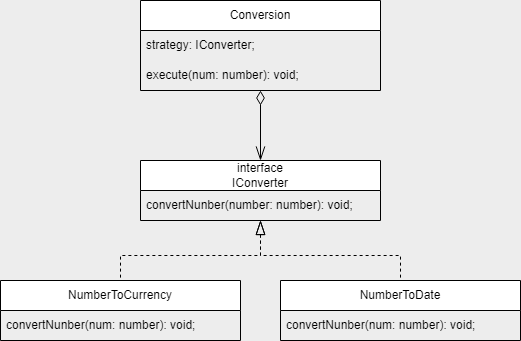 Conversion
strategy: IConverter;
execute(num: number): void;
interface
IConverter
convertNunber(number: number): void;
NumberToCurrency
convertNunber(num: number): void;
NumberToDate
convertNunber(num: number): void;